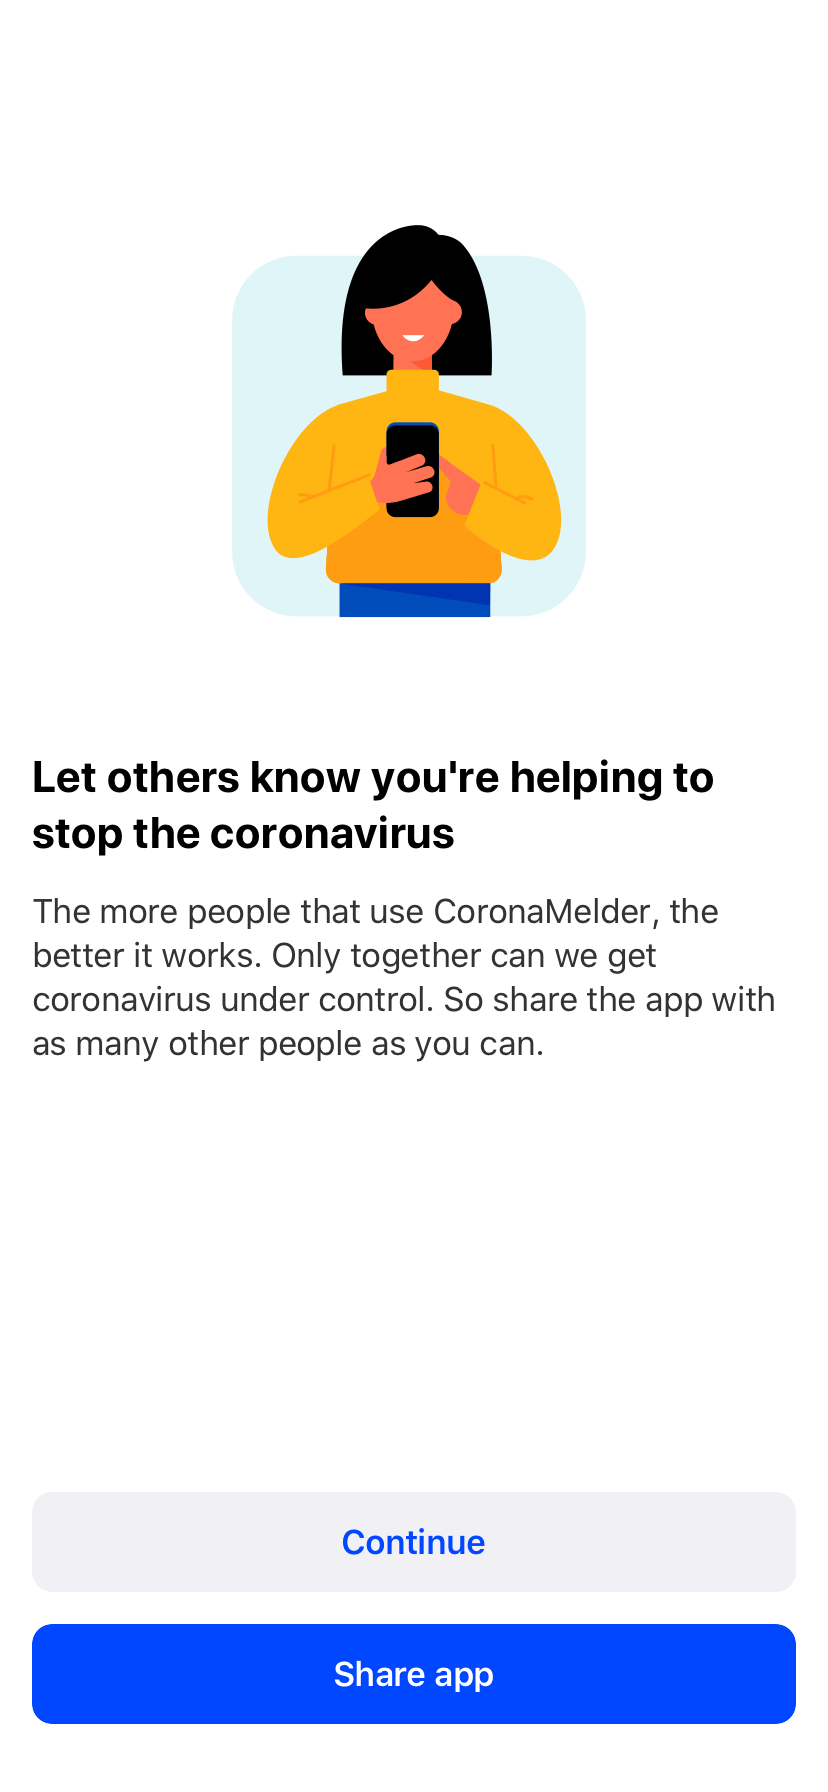 Let others know you're helping to
stop the coronavirus
The more people that use CoronaMelder, the
better it works. Only together can we get
coronavirus under control. So share the app with
as many other people as you can.
Continue
Share app